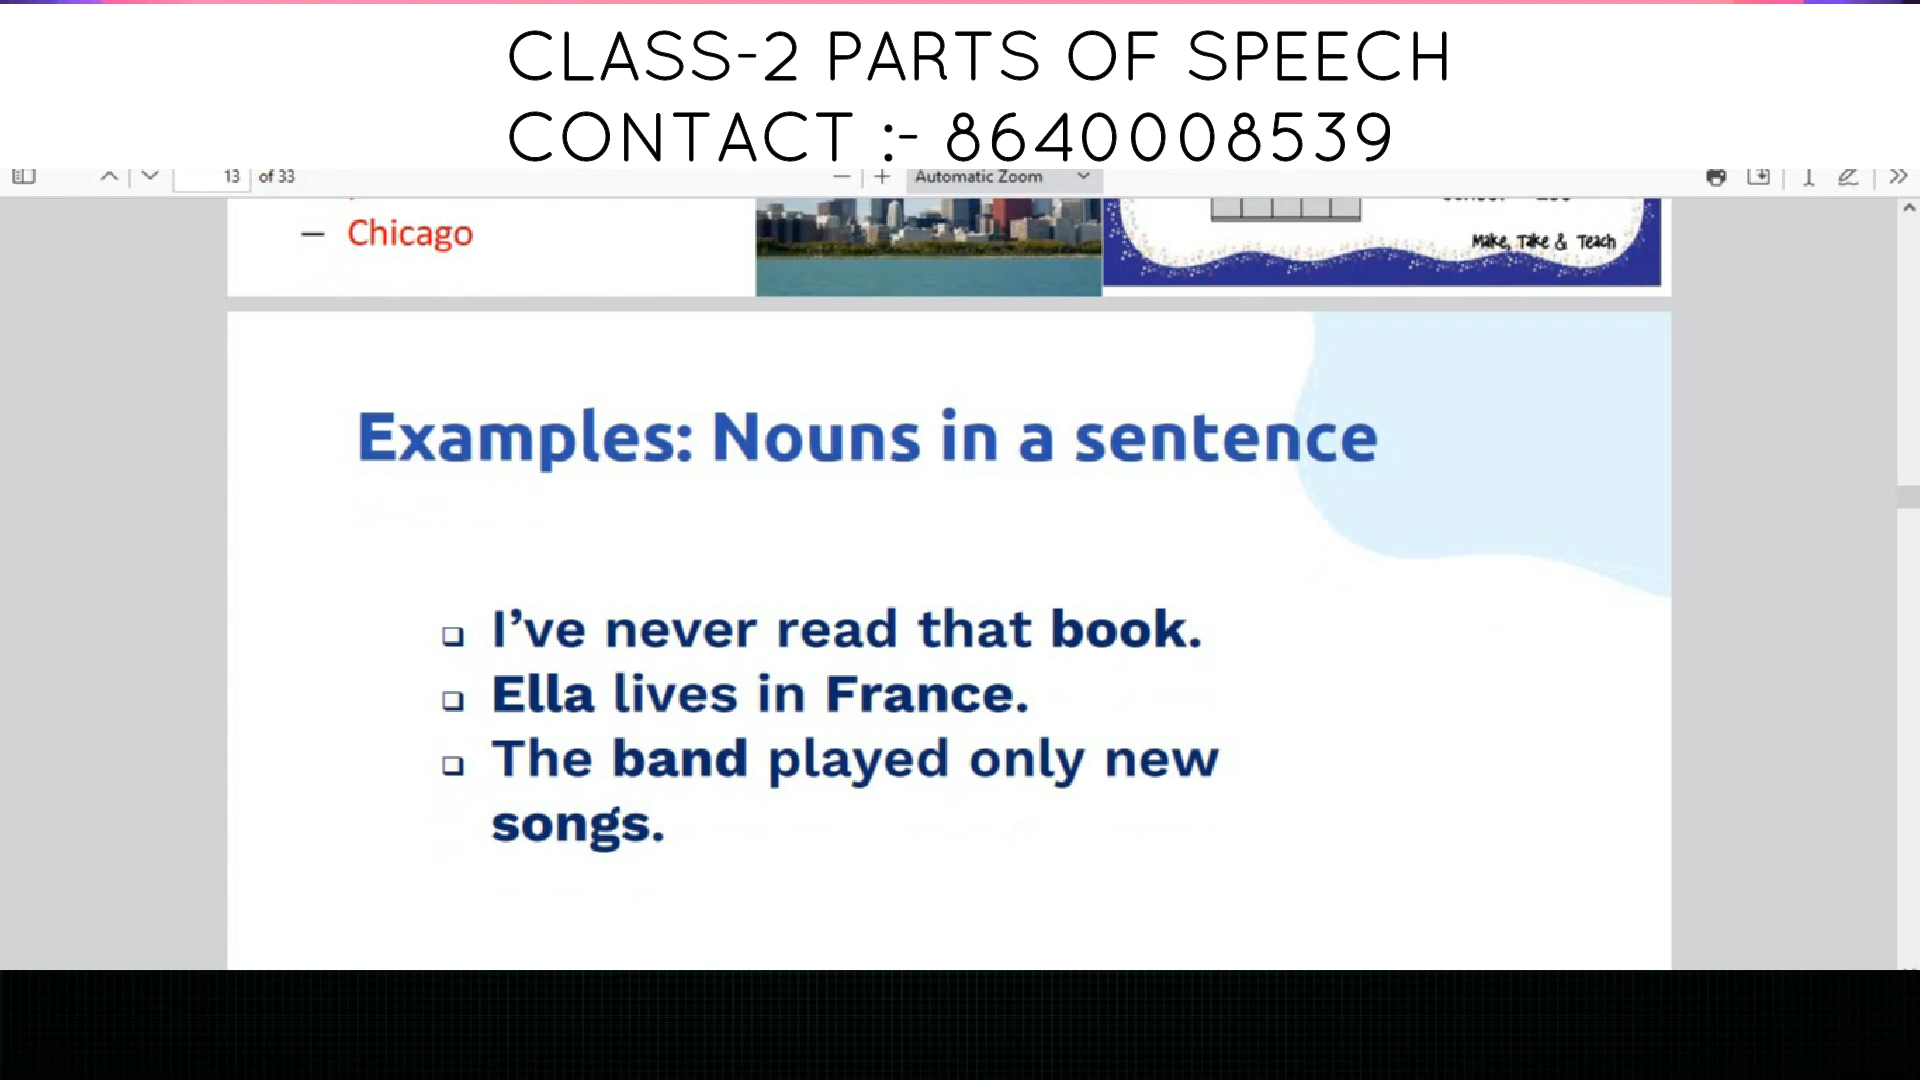 CLASS-2 PARTS OF SPEECH
CONTACT :- 8640008539
13 of 33
Automatic Zoom
– Chicago
Make, Take & Teach
Examples: Nouns in a sentence
I’ve never read that book.
Ella lives in France.
The band played only new
songs.